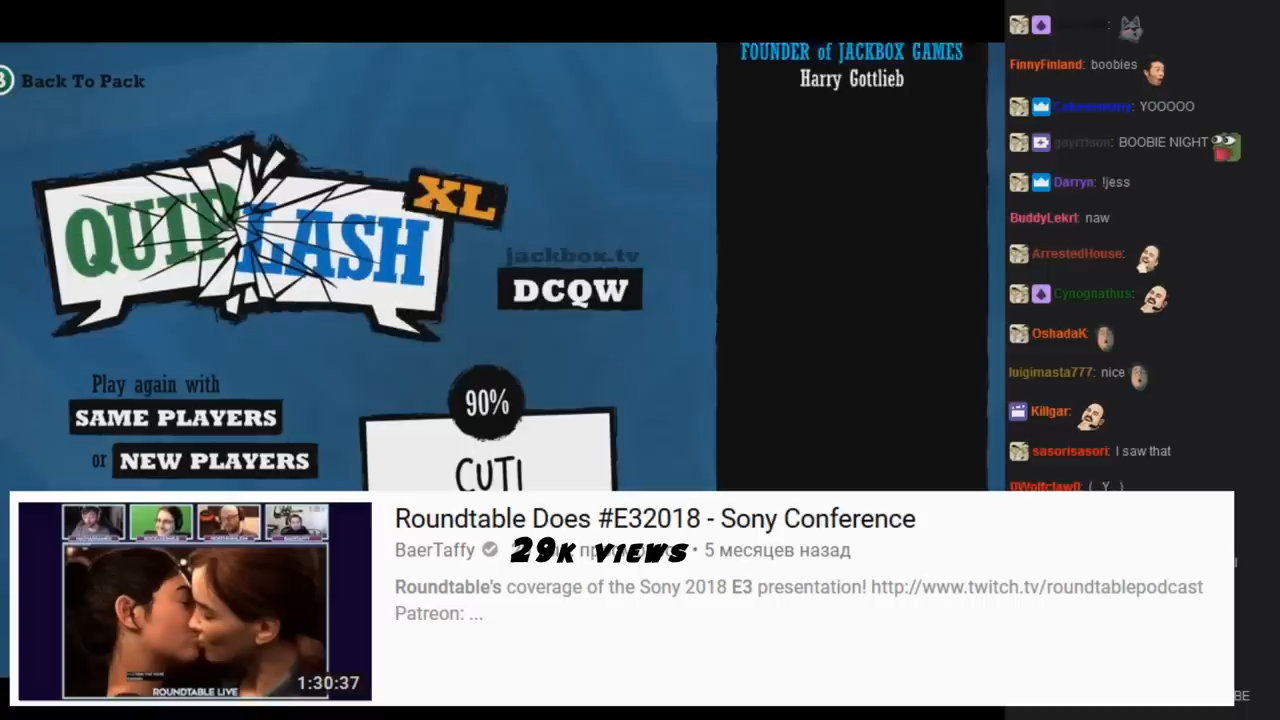 Back To Pack
QUIPLASH
XL
jackbox.tv
DCQW
Play again with
SAME PLAYERS
or NEW PLAYERS
90%
CUT!
FOUNDER of JACKBOX GAMES
Harry Gottlieb
FinnyFinland: boobies
YOOOOO
BOOBIE NIGHT
Darryn: !jess
BuddyLekrt: naw
ArrestedHouse:
Cynognathus:
OshadaK:
luigimasta777: nice
Killgar:
sasorisasori: I saw that
( . Y . )
Roundtable Does #E32018 - Sony Conference
BaerTaffy 29K VIEWS • 5 месяцев назад
Roundtable's coverage of the Sony 2018 E3 presentation! http://www.twitch.tv/roundtablepodcast
Patreon: ...
ROUNDTABLE LIVE
1:30:37
BE